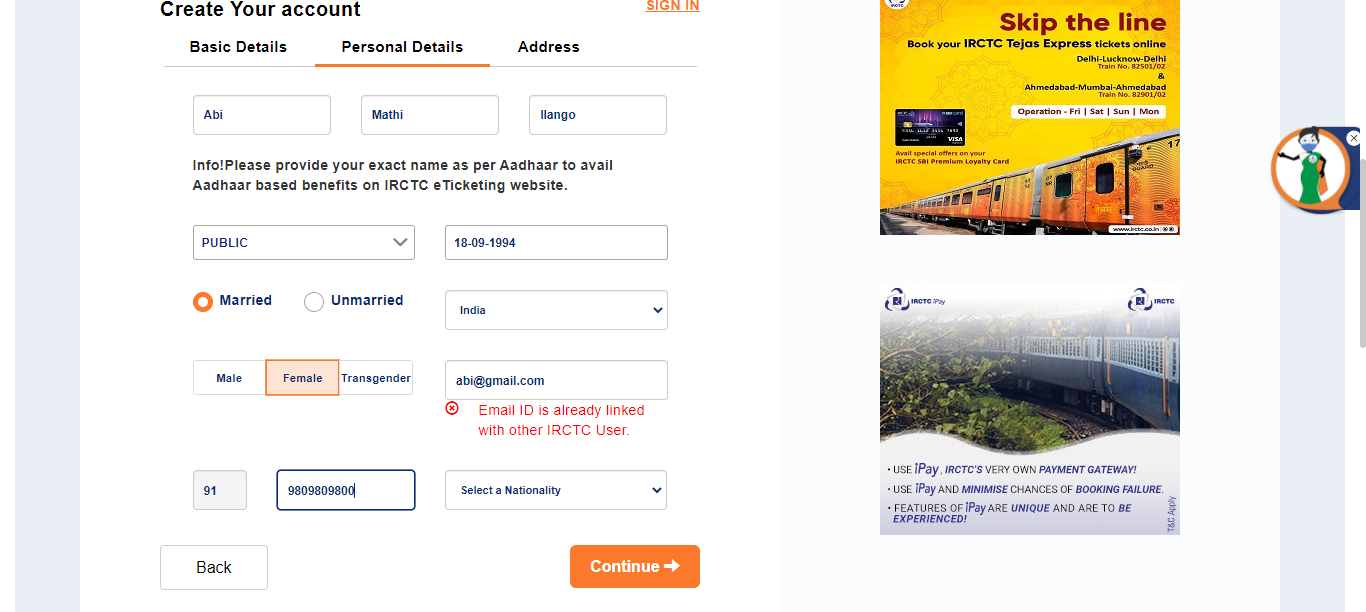 Create Your account
SIGN IN
Basic Details
Personal Details
Address
Abi
Mathi
Ilango
Info!Please provide your exact name as per Aadhaar to avail
Aadhaar based benefits on IRCTC eTicketing website.
PUBLIC
18-09-1994
Married
Unmarried
India
Male
Female
Transgender
abi@gmail.com
Email ID is already linked
with other IRCTC User.
91
9809809800
Select a Nationality
Back
Continue
IRCTC
Skip the line
Book your IRCTC Tejas Express tickets online
Delhi-Lucknow-Delhi
Train No. 82501/02
&
Ahmedabad-Mumbai-Ahmedabad
Train No. 82901/02
Operation - Fri | Sat | Sun | Mon
VISA
Avail special offers on your
IRCTC SBI Premium Loyalty Card
17
GUARD
www.irctc.co.in
IRCTC iPay
IRCTC
• USE iPay, IRCTC'S VERY OWN PAYMENT GATEWAY!
• USE iPay AND MINIMISE CHANCES OF BOOKING FAILURE.
• FEATURES OF iPay ARE UNIQUE AND ARE TO BE
EXPERIENCED!
T&C Apply